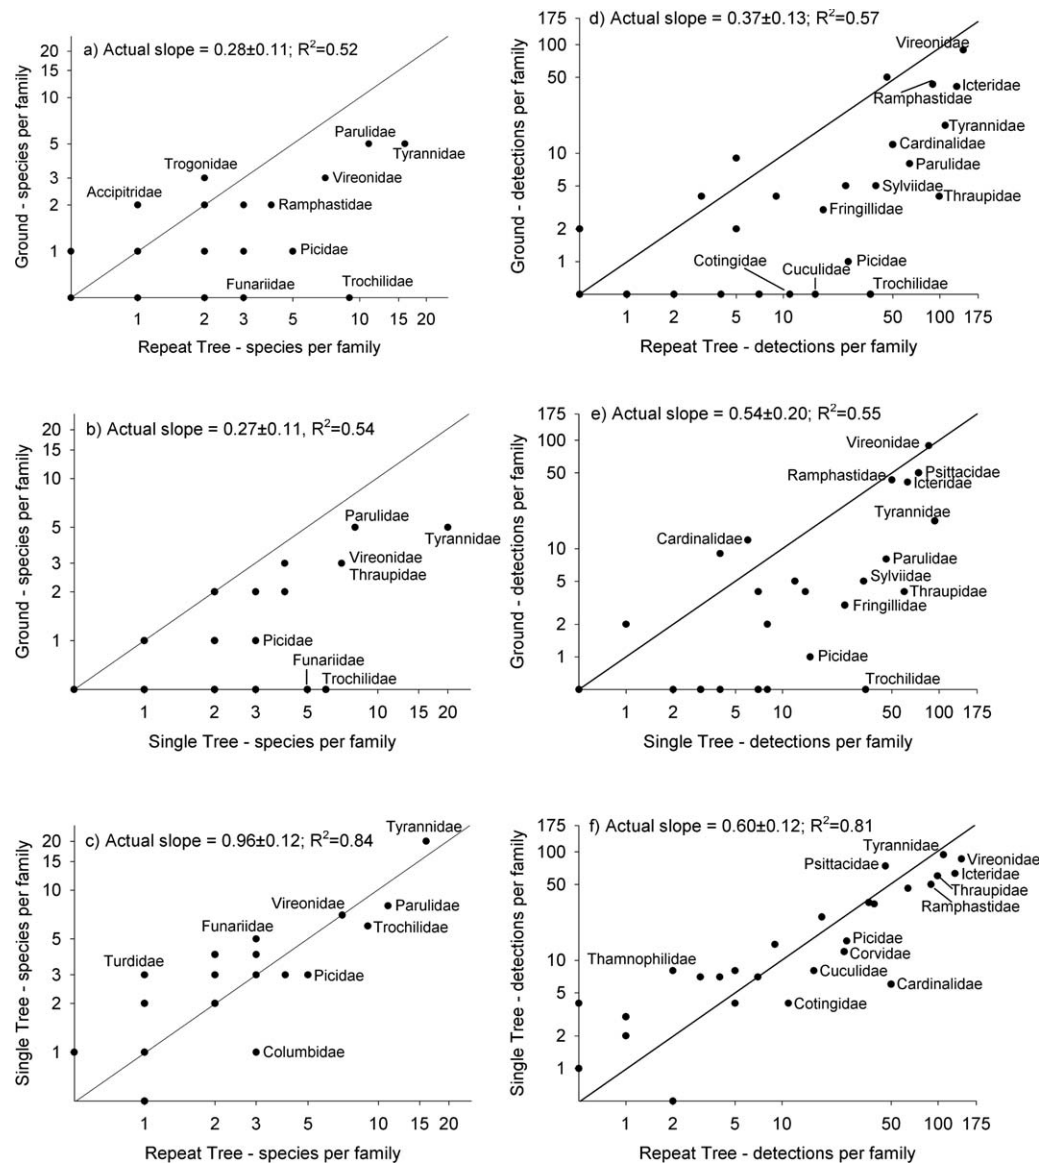 a) Actual slope = 0.28±0.11; R²=0.52
20
15
10
5
3
2
1
Ground - species per family
Parulidae
Tyrannidae
Trogonidae
Vireonidae
Accipitridae
Ramphastidae
Picidae
Funariidae
Trochilidae
1 2 3 5 10 15 20
Repeat Tree - species per family
d) Actual slope = 0.37±0.13; R²=0.57
175
100
50
10
5
2
1
Ground - detections per family
Vireonidae
Icteridae
Ramphastidae
Tyrannidae
Cardinalidae
Parulidae
Sylviidae
Thraupidae
Fringillidae
Picidae
Cotingidae
Cuculidae
Trochilidae
1 2 5 10 50 100 175
Repeat Tree - detections per family
b) Actual slope = 0.27±0.11, R²=0.54
20
15
10
5
3
2
1
Ground - species per family
Parulidae
Tyrannidae
Vireonidae
Thraupidae
Picidae
Funariidae
Trochilidae
1 2 3 5 10 15 20
Single Tree - species per family
e) Actual slope = 0.54±0.20; R²=0.55
175
100
50
10
5
2
1
Ground - detections per family
Vireonidae
Psittacidae
Ramphastidae
Icteridae
Tyrannidae
Cardinalidae
Parulidae
Sylviidae
Thraupidae
Fringillidae
Picidae
Trochilidae
1 2 5 10 50 100 175
Single Tree - detections per family
c) Actual slope = 0.96±0.12; R²=0.84
20
15
10
5
3
2
1
Single Tree - species per family
Tyrannidae
Vireonidae
Parulidae
Funariidae
Trochilidae
Turdidae
Picidae
Columbidae
1 2 3 5 10 15 20
Repeat Tree - species per family
f) Actual slope = 0.60±0.12; R²=0.81
175
100
50
10
5
2
1
Single Tree - detections per family
Tyrannidae
Vireonidae
Psittacidae
Icteridae
Thraupidae
Ramphastidae
Picidae
Thamnophilidae
Corvidae
Cuculidae
Cardinalidae
Cotingidae
1 2 5 10 50 100 175
Repeat Tree - detections per family